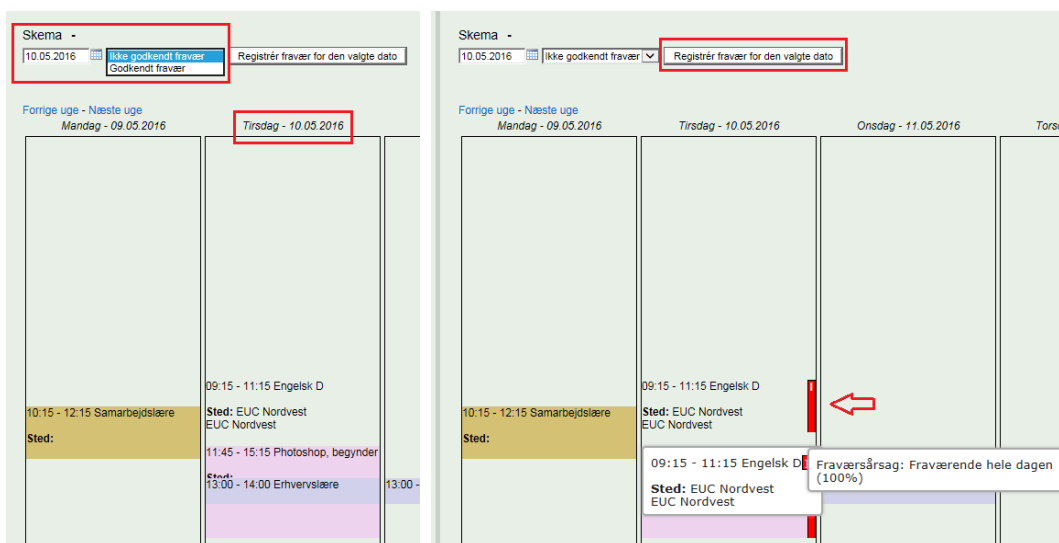 Skema -
10.05.2016 Ikke godkendt fravær Registrér fravær for den valgte dato
Godkendt fravær
Forrige uge - Næste uge
Mandag - 09.05.2016 Tirsdag - 10.05.2016
09:15 - 11:15 Engelsk D
10:15 - 12:15 Samarbejdslære Sted: EUC Nordvest
EUC Nordvest
Sted:
11:45 - 15:15 Photoshop, begynder
Sted:
13:00 - 14:00 Erhvervslære 13:00 -
Skema -
10.05.2016 Ikke godkendt fravær Registrér fravær for den valgte dato
Forrige uge - Næste uge
Mandag - 09.05.2016 Tirsdag - 10.05.2016 Onsdag - 11.05.2016 Tors
09:15 - 11:15 Engelsk D
10:15 - 12:15 Samarbejdslære Sted: EUC Nordvest
EUC Nordvest
Sted:
09:15 - 11:15 Engelsk D
Sted: EUC Nordvest
EUC Nordvest
Fraværsårsag: Fraværende hele dagen
(100%)